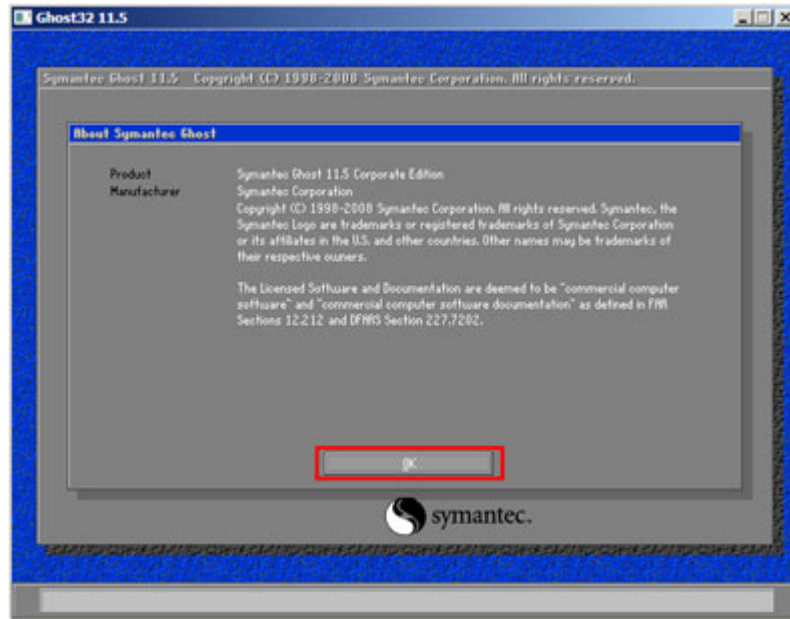 Ghost32 11.5
Symantec Ghost 11.5   Copyright (C) 1998-2008 Symantec Corporation. All rights reserved.
About Symantec Ghost
Product   Symantec Ghost 11.5 Corporate Edition
Manufacturer   Symantec Corporation
Copyright (C) 1998-2008 Symantec Corporation. All rights reserved. Symantec, the
Symantec Logo are trademarks or registered trademarks of Symantec Corporation
or its affiliates in the U.S. and other countries. Other names may be trademarks of
their respective owners.
The Licensed Software and Documentation are deemed to be "commercial computer
software" and "commercial computer software documentation" as defined in FAR
Sections 12.212 and DFARS Section 227.7202.
OK
symantec.